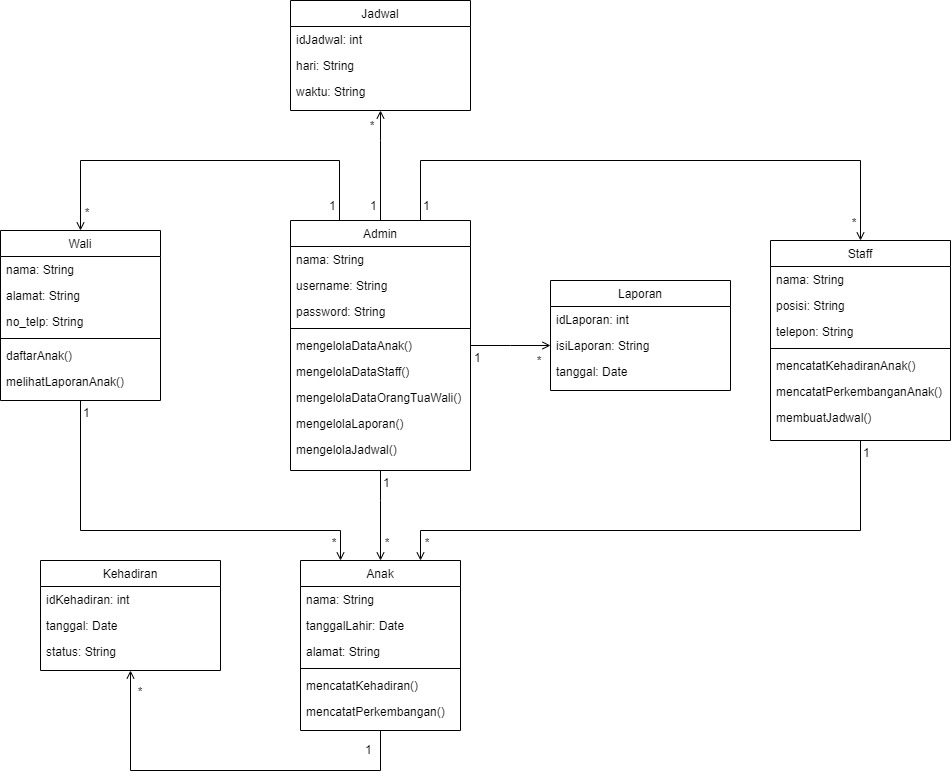 Jadwal
idJadwal: int
hari: String
waktu: String
*
1
1
1
*
*
Wali
nama: String
alamat: String
no_telp: String
daftarAnak()
melihatLaporanAnak()
1
Admin
nama: String
username: String
password: String
mengelolaDataAnak()
mengelolaDataStaff()
mengelolaDataOrangTuaWali()
mengelolaLaporan()
mengelolaJadwal()
1
1
*
Laporan
idLaporan: int
isiLaporan: String
tanggal: Date
Staff
nama: String
posisi: String
telepon: String
mencatatKehadiranAnak()
mencatatPerkembanganAnak()
membuatJadwal()
1
*
*
*
Kehadiran
idKehadiran: int
tanggal: Date
status: String
*
Anak
nama: String
tanggalLahir: Date
alamat: String
mencatatKehadiran()
mencatatPerkembangan()
1